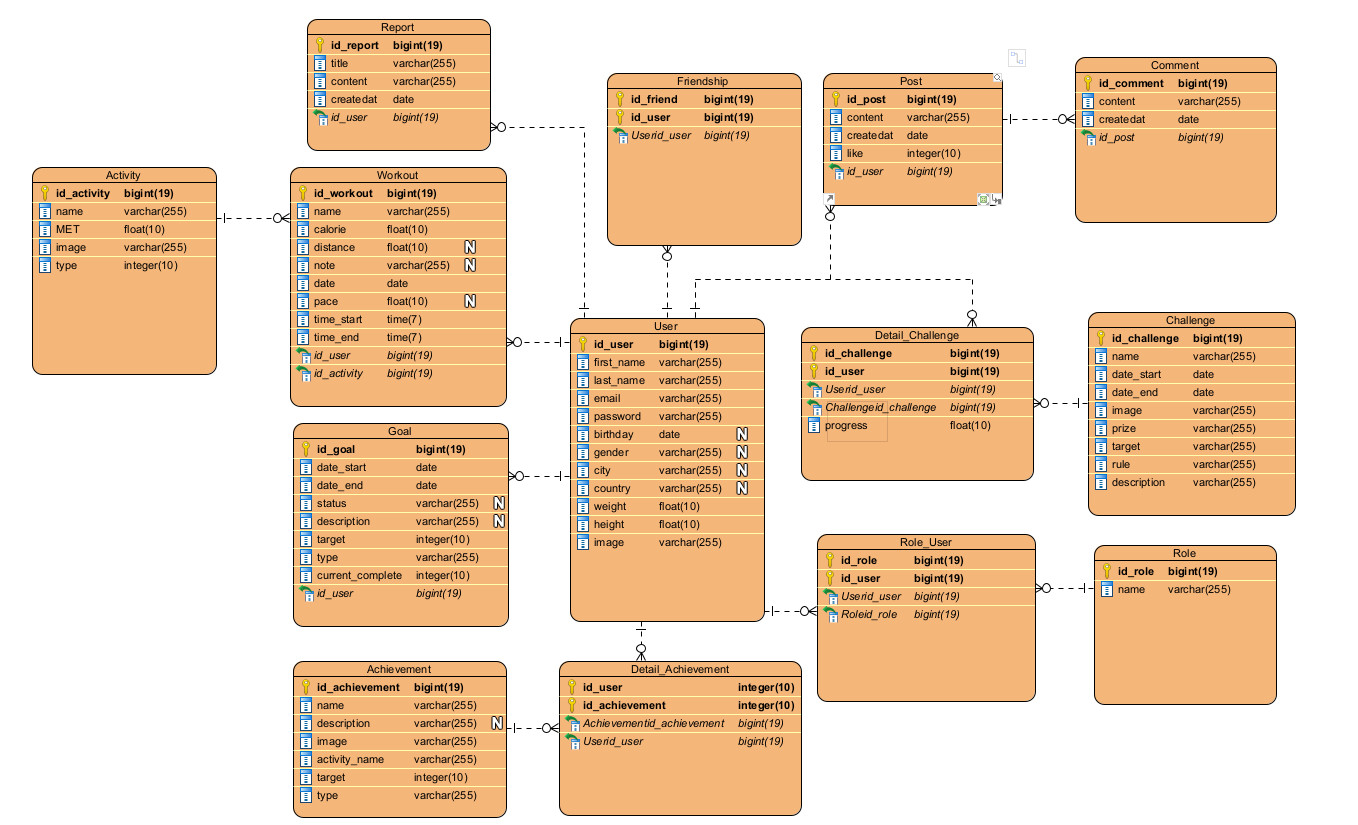 Report
id_report bigint(19)
title varchar(255)
content varchar(255)
createdat date
id_user bigint(19)
Friendship
id_friend bigint(19)
id_user bigint(19)
Userid_user bigint(19)
Post
id_post bigint(19)
content varchar(255)
createdat date
like integer(10)
id_user bigint(19)
Comment
id_comment bigint(19)
content varchar(255)
createdat date
id_post bigint(19)
Activity
id_activity bigint(19)
name varchar(255)
MET float(10)
image varchar(255)
type integer(10)
Workout
id_workout bigint(19)
name varchar(255)
calorie float(10)
distance float(10) N
note varchar(255) N
date date
pace float(10) N
time_start time(7)
time_end time(7)
id_user bigint(19)
id_activity bigint(19)
User
id_user bigint(19)
first_name varchar(255)
last_name varchar(255)
email varchar(255)
password varchar(255)
birthday date N
gender varchar(255) N
city varchar(255) N
country varchar(255) N
weight float(10)
height float(10)
image varchar(255)
Detail_Challenge
id_challenge bigint(19)
id_user bigint(19)
Userid_user bigint(19)
Challengeid_challenge bigint(19)
progress float(10)
Challenge
id_challenge bigint(19)
name varchar(255)
date_start date
date_end date
image varchar(255)
prize varchar(255)
target varchar(255)
rule varchar(255)
description varchar(255)
Goal
id_goal bigint(19)
date_start date
date_end date
status varchar(255) N
description varchar(255) N
target integer(10)
type varchar(255)
current_complete integer(10)
id_user bigint(19)
Role_User
id_role bigint(19)
id_user bigint(19)
Userid_user bigint(19)
Roleid_role bigint(19)
Role
id_role bigint(19)
name varchar(255)
Achievement
id_achievement bigint(19)
name varchar(255)
description varchar(255) N
image varchar(255)
activity_name varchar(255)
target integer(10)
type varchar(255)
Detail_Achievement
id_user integer(10)
id_achievement integer(10)
Achievementid_achievement bigint(19)
Userid_user bigint(19)